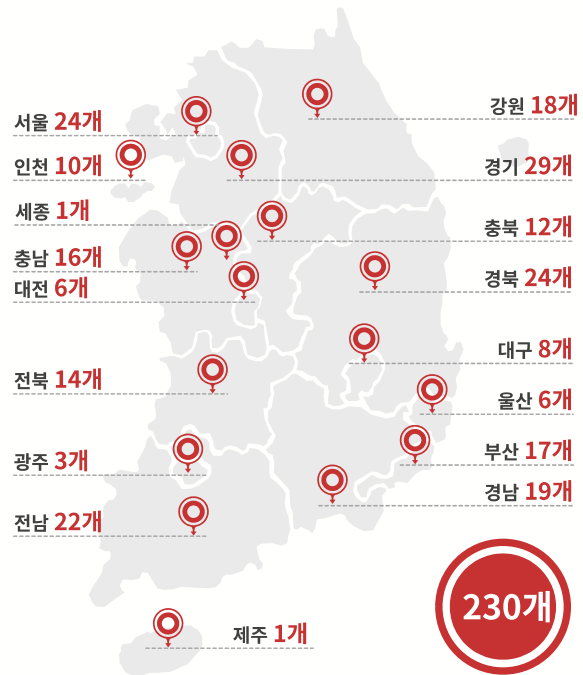 강원 18개
서울 24개
인천 10개
경기 29개
세종 1개
충북 12개
충남 16개
경북 24개
대전 6개
대구 8개
전북 14개
울산 6개
부산 17개
광주 3개
경남 19개
전남 22개
230개
제주 1개